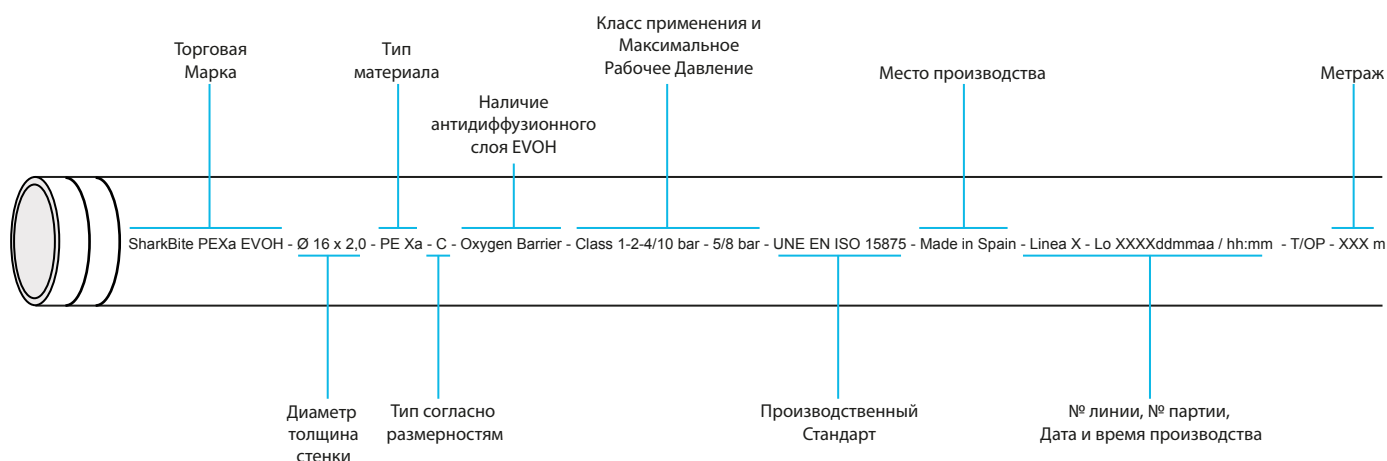 Торговая
Марка
Тип
материала
Наличие
антидиффузионного
слоя EVOH
Класс применения и
Максимальное
Рабочее Давление
Место производства
Метраж
SharkBite PEXa EVOH - Ø 16 x 2,0 - PE Xa - C - Oxygen Barrier - Class 1-2-4/10 bar - 5/8 bar - UNE EN ISO 15875 - Made in Spain - Linea X - Lo XXXXddmmaa / hh:mm - T/OP - XXX m
Диаметр
толщина
стенки
Тип согласно
размерностям
Производственный
Стандарт
№ линии, № партии,
Дата и время производства